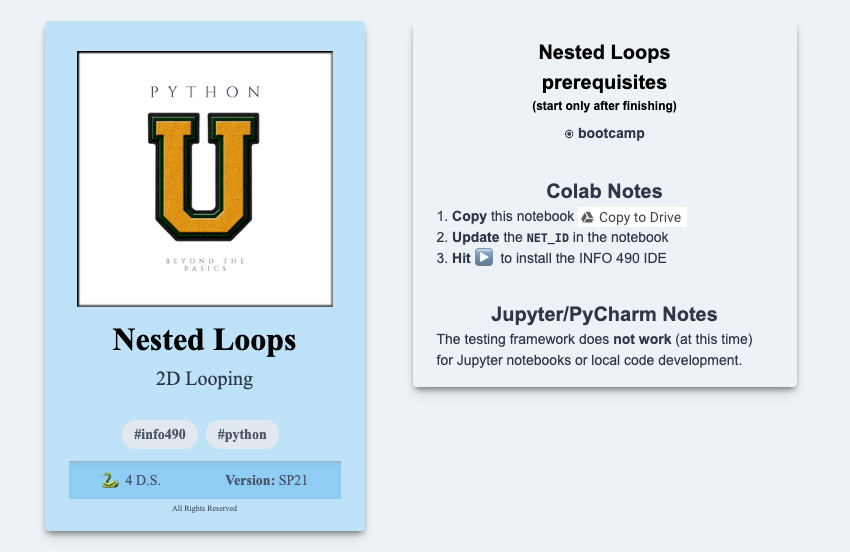 PYTHON
U
BEYOND THE
BASICS
Nested Loops
2D Looping
#info490
#python
4 D.S.
Version: SP21
All Rights Reserved
Nested Loops
prerequisites
(start only after finishing)
bootcamp
Colab Notes
1. Copy this notebook Copy to Drive
2. Update the NET_ID in the notebook
3. Hit to install the INFO 490 IDE
Jupyter/PyCharm Notes
The testing framework does not work (at this time)
for Jupyter notebooks or local code development.